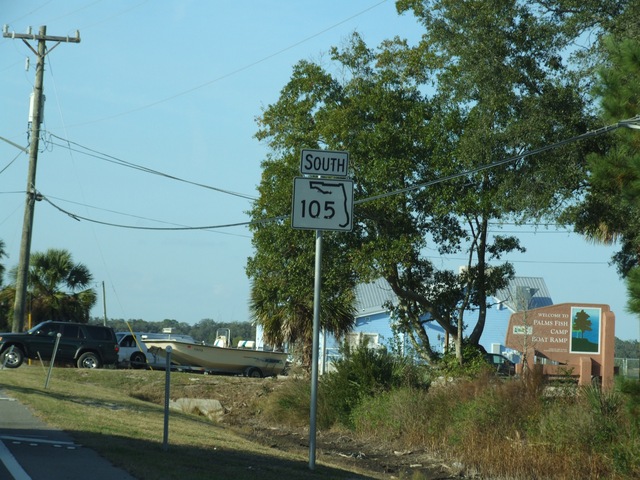 SOUTH
105
WELCOME TO
PALMS FISH
CAMP
BOAT RAMP